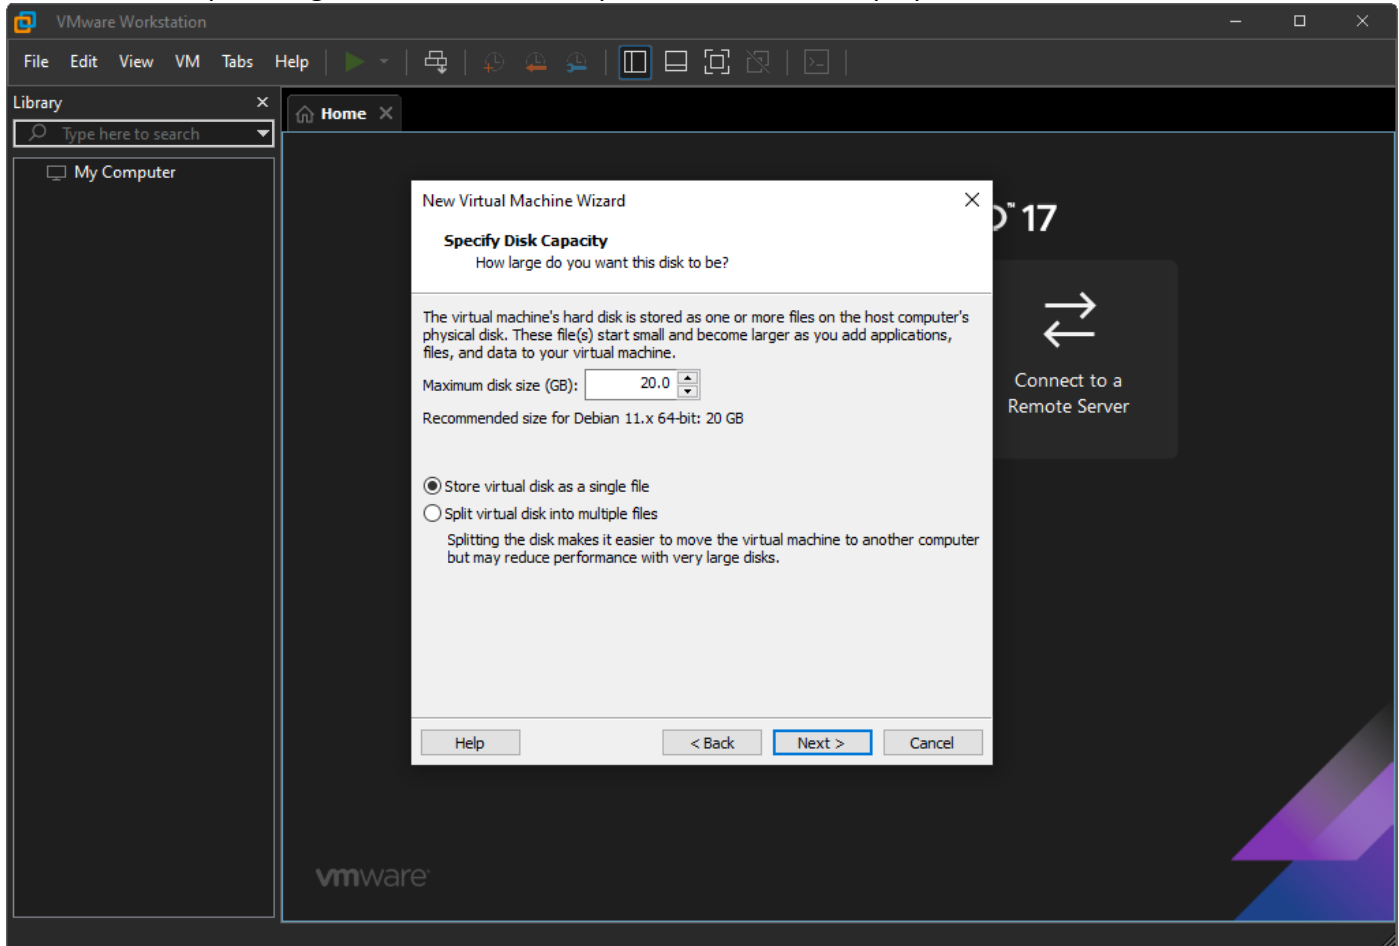 VMware Workstation
File Edit View VM Tabs Help
Library
Type here to search
My Computer
Home
™ 17
Connect to a
Remote Server
New Virtual Machine Wizard
Specify Disk Capacity
How large do you want this disk to be?
The virtual machine's hard disk is stored as one or more files on the host computer's
physical disk. These file(s) start small and become larger as you add applications,
files, and data to your virtual machine.
Maximum disk size (GB): 20.0
Recommended size for Debian 11.x 64-bit: 20 GB
Store virtual disk as a single file
Split virtual disk into multiple files
Splitting the disk makes it easier to move the virtual machine to another computer
but may reduce performance with very large disks.
Help < Back Next > Cancel
vmware